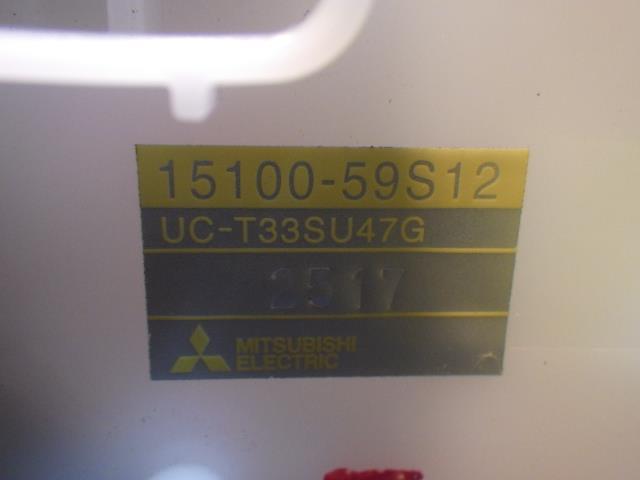 15100-59S12
UC-T33SU47G
2517
MITSUBISHI
ELECTRIC